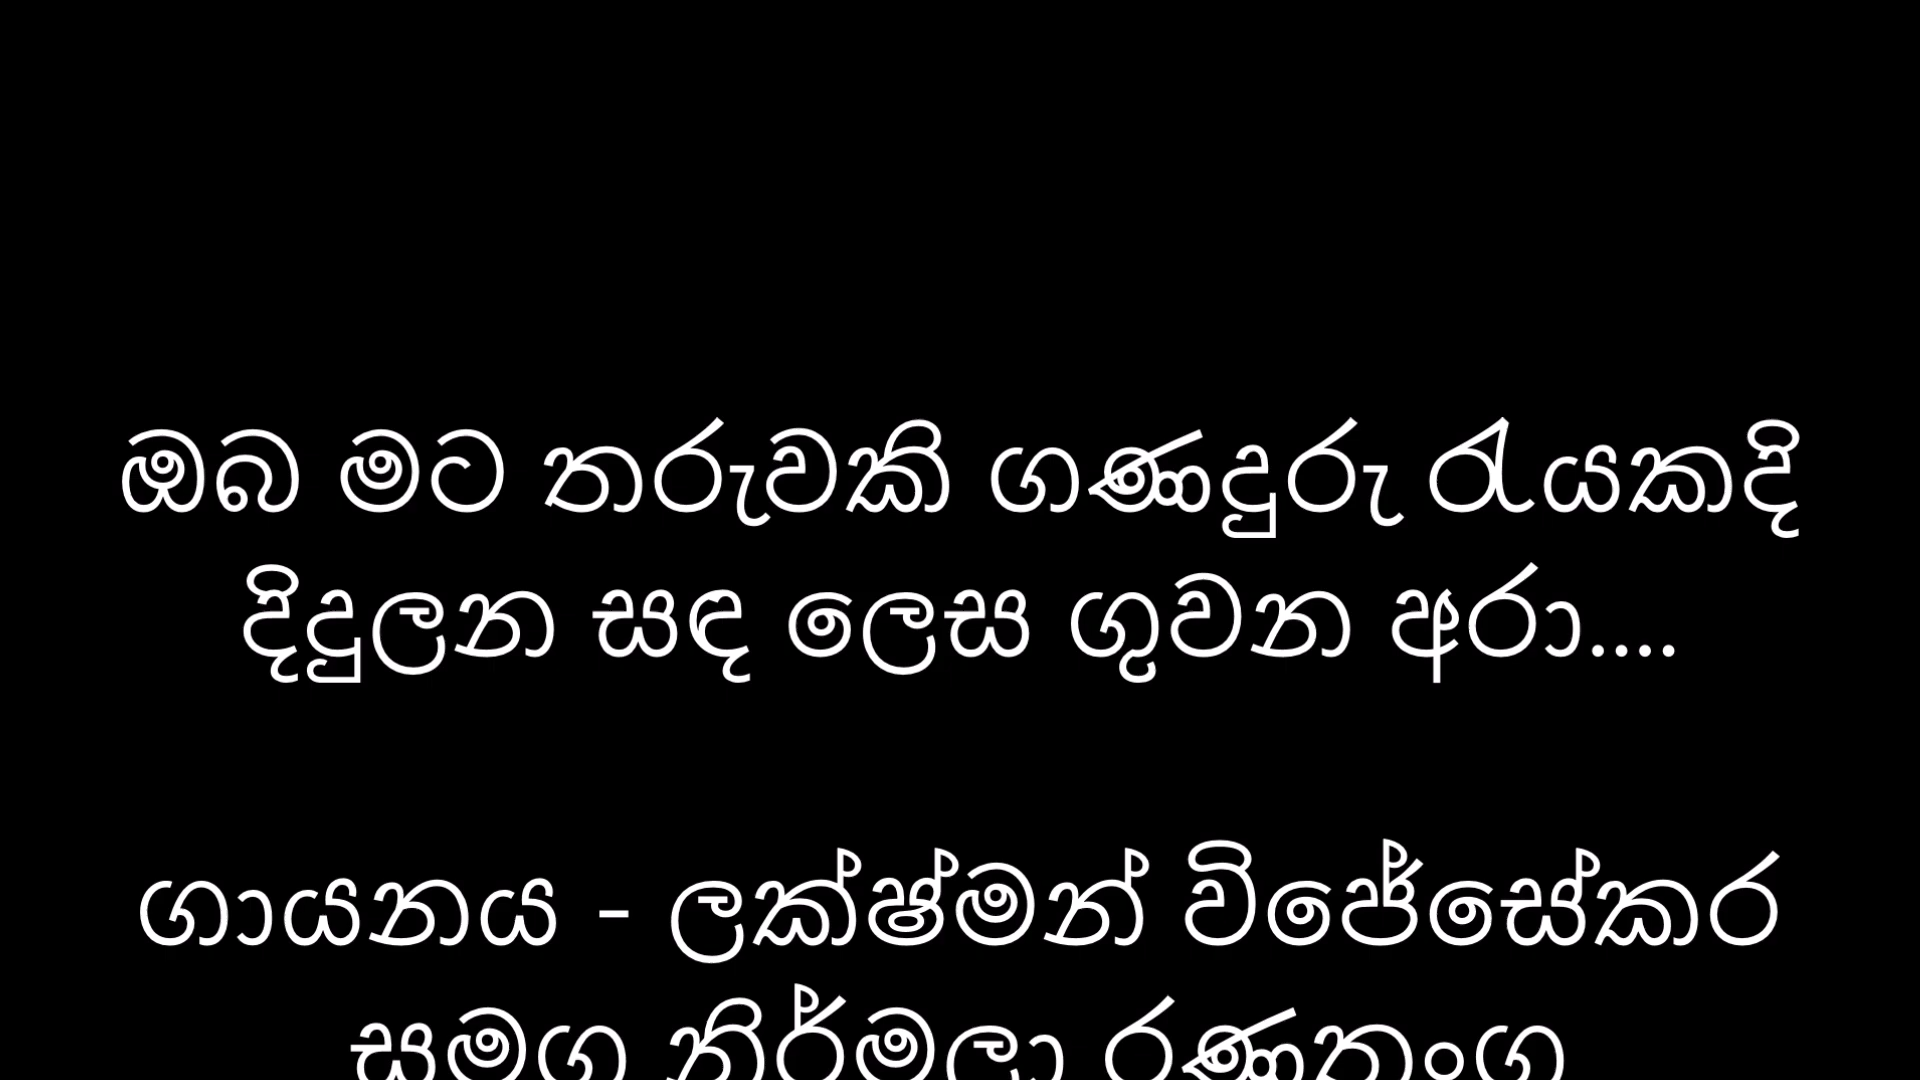 ඔබ මට තරුවකි ගණදුරු රැයකදි
දිදුලන සඳ ලෙස ගුවන අරා....
ගායනය - ලක්ෂ්මන් විජේසේකර
සමග නිර්මලා රණතුංග